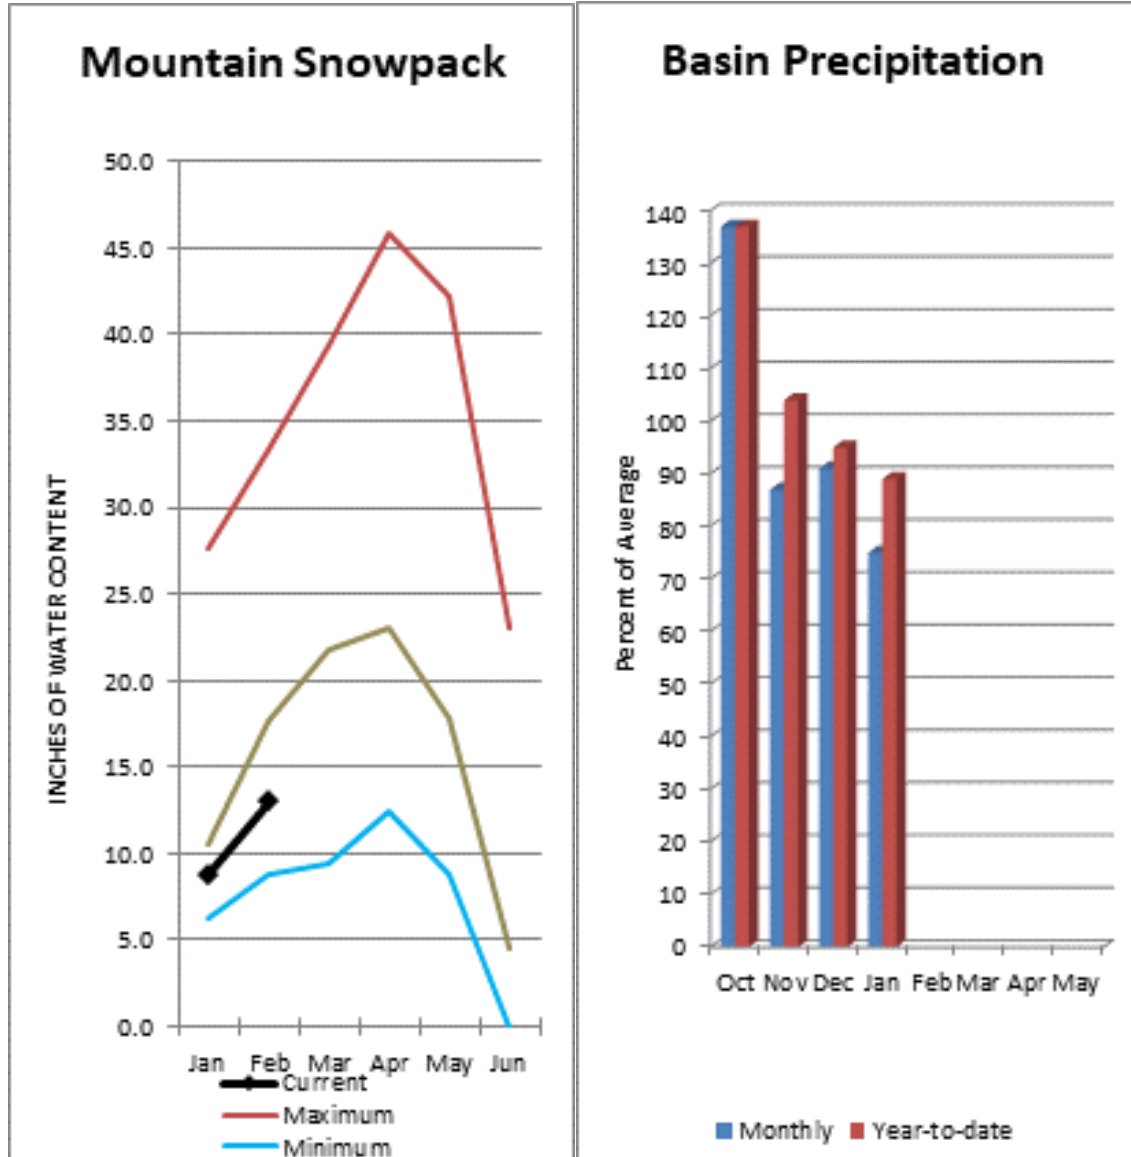 Mountain Snowpack
INCHES OF WATER CONTENT
50.0
45.0
40.0
35.0
30.0
25.0
20.0
15.0
10.0
5.0
0.0
Jan Feb Mar Apr May Jun
Current
Maximum
Minimum
Basin Precipitation
Percent of Average
140
130
120
110
100
90
80
70
60
50
40
30
20
10
0
Oct Nov Dec Jan Feb Mar Apr May
Monthly Year-to-date